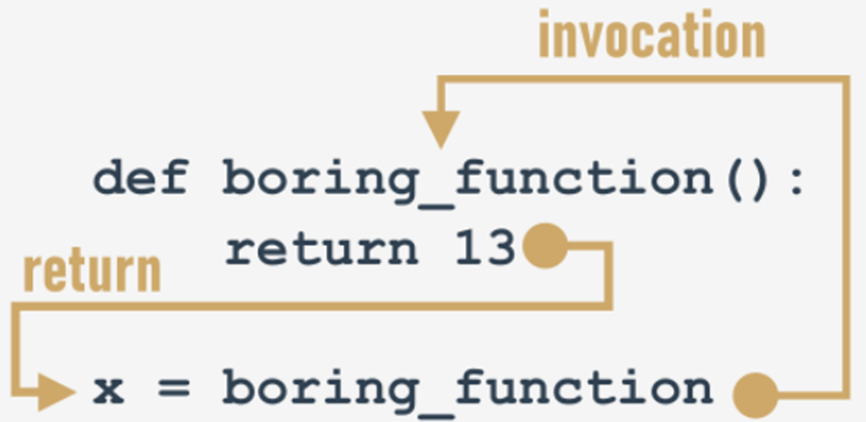 invocation
def boring_function():
return 13
return
x = boring_function